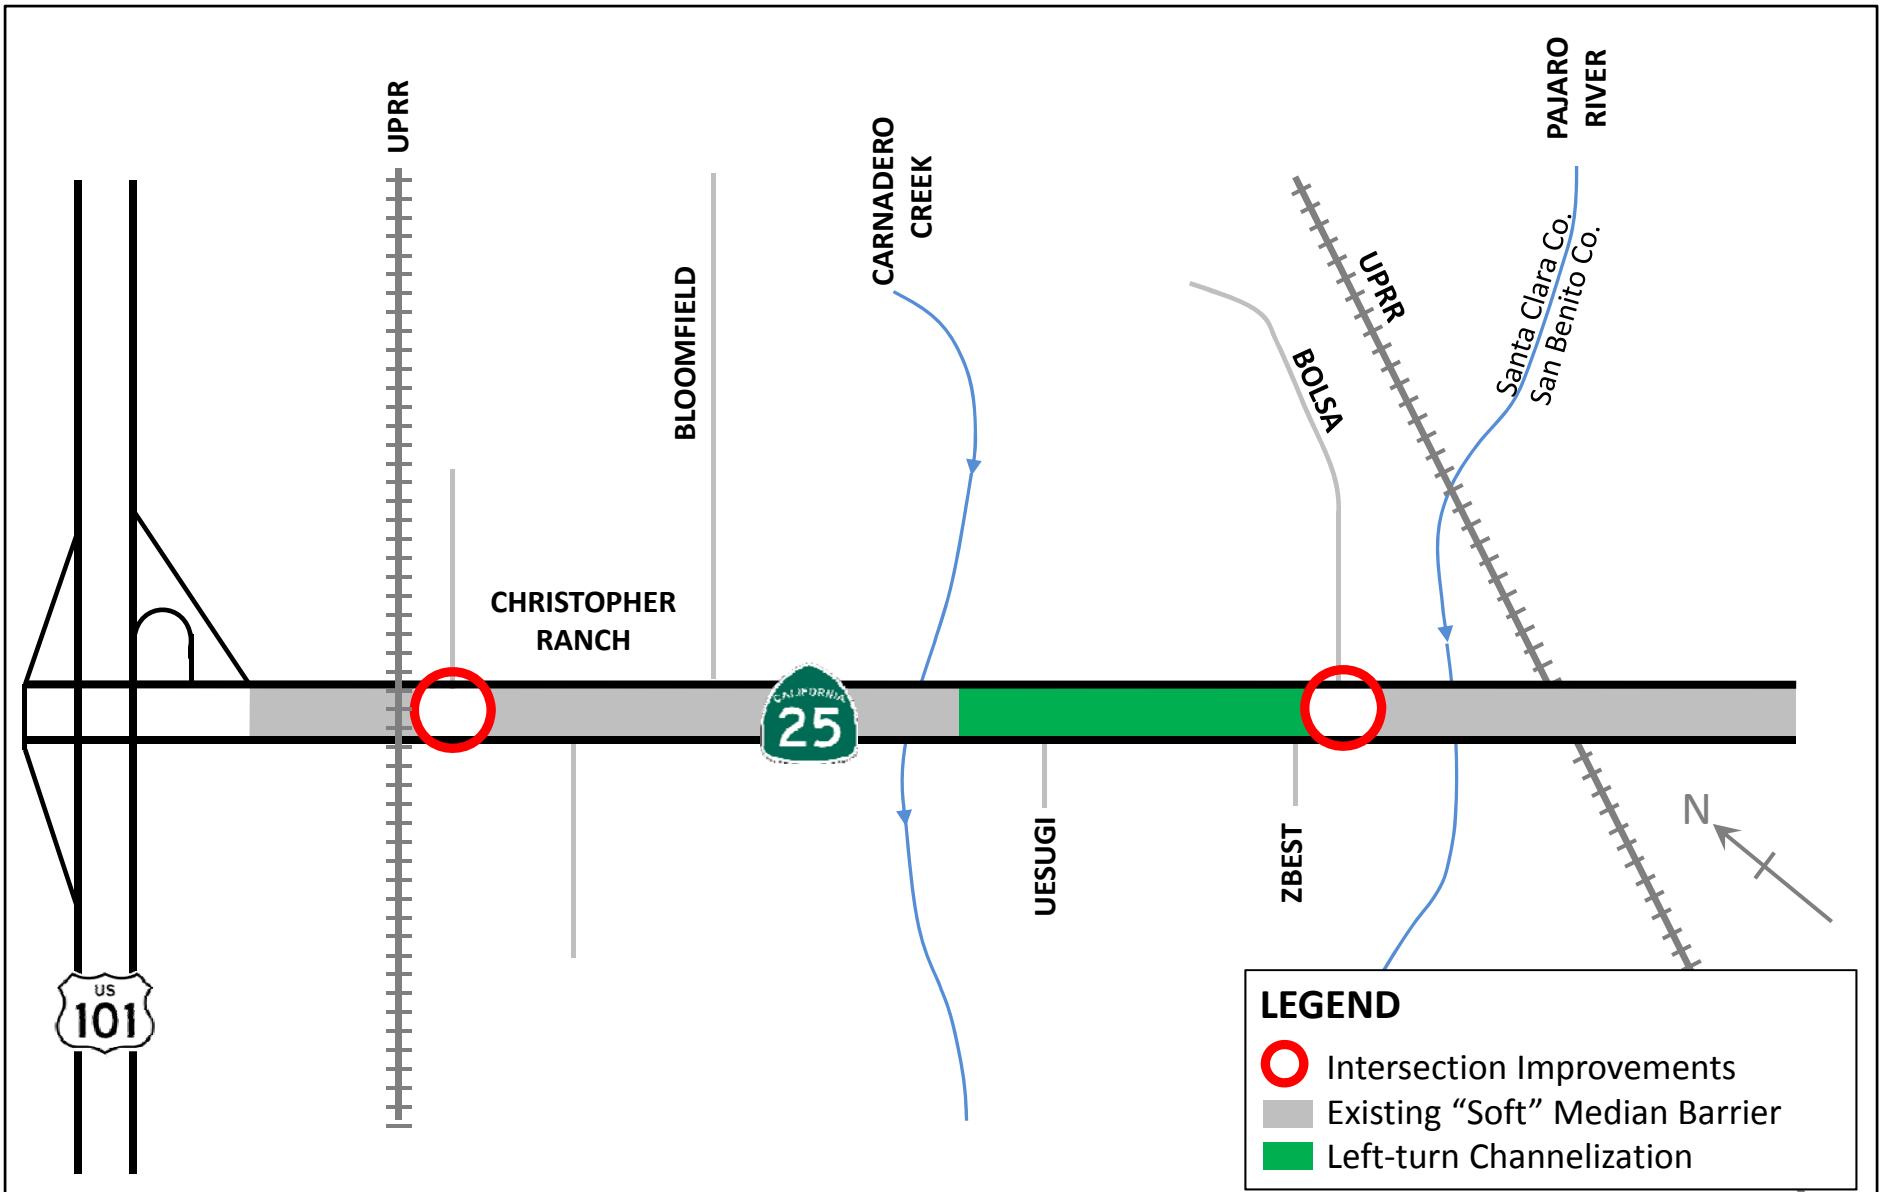 UPRR
CARNADERO
CREEK
PAJARO
RIVER
BLOOMFIELD
Santa Clara Co.
San Benito Co.
UPRR
BOLSA
CHRISTOPHER
RANCH
CALIFORNIA
25
UESUGI
ZBEST
N
US
101
LEGEND
Intersection Improvements
Existing “Soft” Median Barrier
Left-turn Channelization